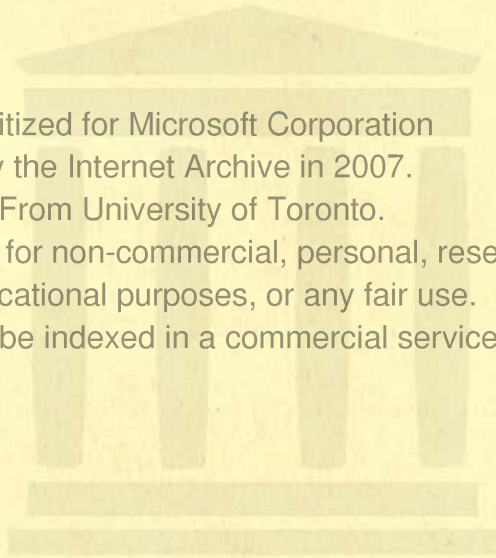 itized for Microsoft Corporation
the Internet Archive in 2007.
From University of Toronto.
for non-commercial, personal, rese
cational purposes, or any fair use.
be indexed in a commercial service